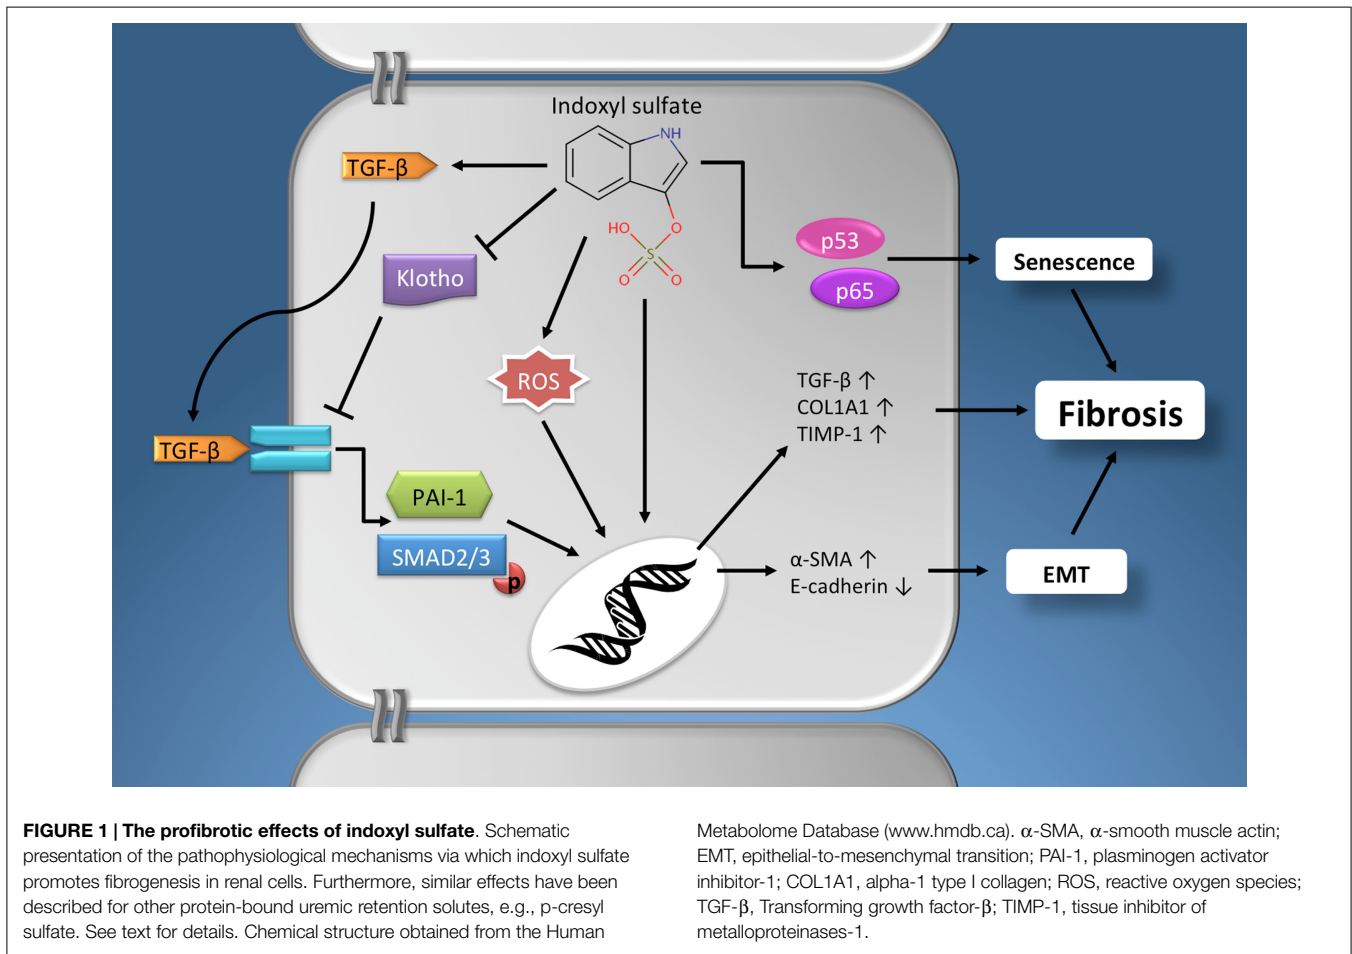 Indoxyl sulfate
NH
TGF-β
HO
O
S
O
O
p53
Senescence
Klotho
p65
ROS
TGF-β ↑
COL1A1 ↑
TIMP-1 ↑
Fibrosis
TGF-β
PAI-1
SMAD2/3
p
α-SMA ↑
E-cadherin ↓
EMT
FIGURE 1 | The profibrotic effects of indoxyl sulfate. Schematic
presentation of the pathophysiological mechanisms via which indoxyl sulfate
promotes fibrogenesis in renal cells. Furthermore, similar effects have been
described for other protein-bound uremic retention solutes, e.g., p-cresyl
sulfate. See text for details. Chemical structure obtained from the Human
Metabolome Database (www.hmdb.ca). α-SMA, α-smooth muscle actin;
EMT, epithelial-to-mesenchymal transition; PAI-1, plasminogen activator
inhibitor-1; COL1A1, alpha-1 type I collagen; ROS, reactive oxygen species;
TGF-β, Transforming growth factor-β; TIMP-1, tissue inhibitor of
metalloproteinases-1.